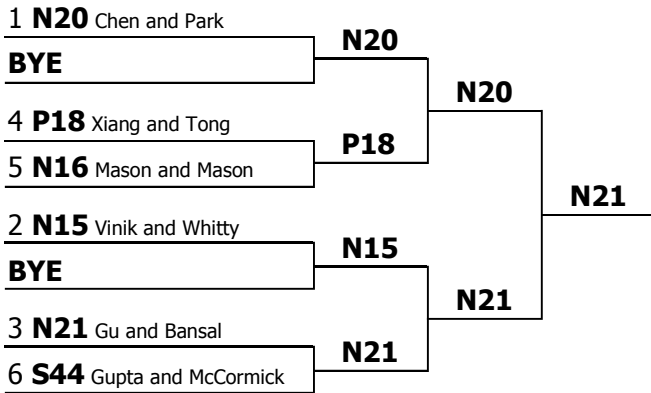 1 N20 Chen and Park
BYE
4 P18 Xiang and Tong
5 N16 Mason and Mason
2 N15 Vinik and Whitty
BYE
3 N21 Gu and Bansal
6 S44 Gupta and McCormick
N20
P18
N15
N21
N20
N21
N21